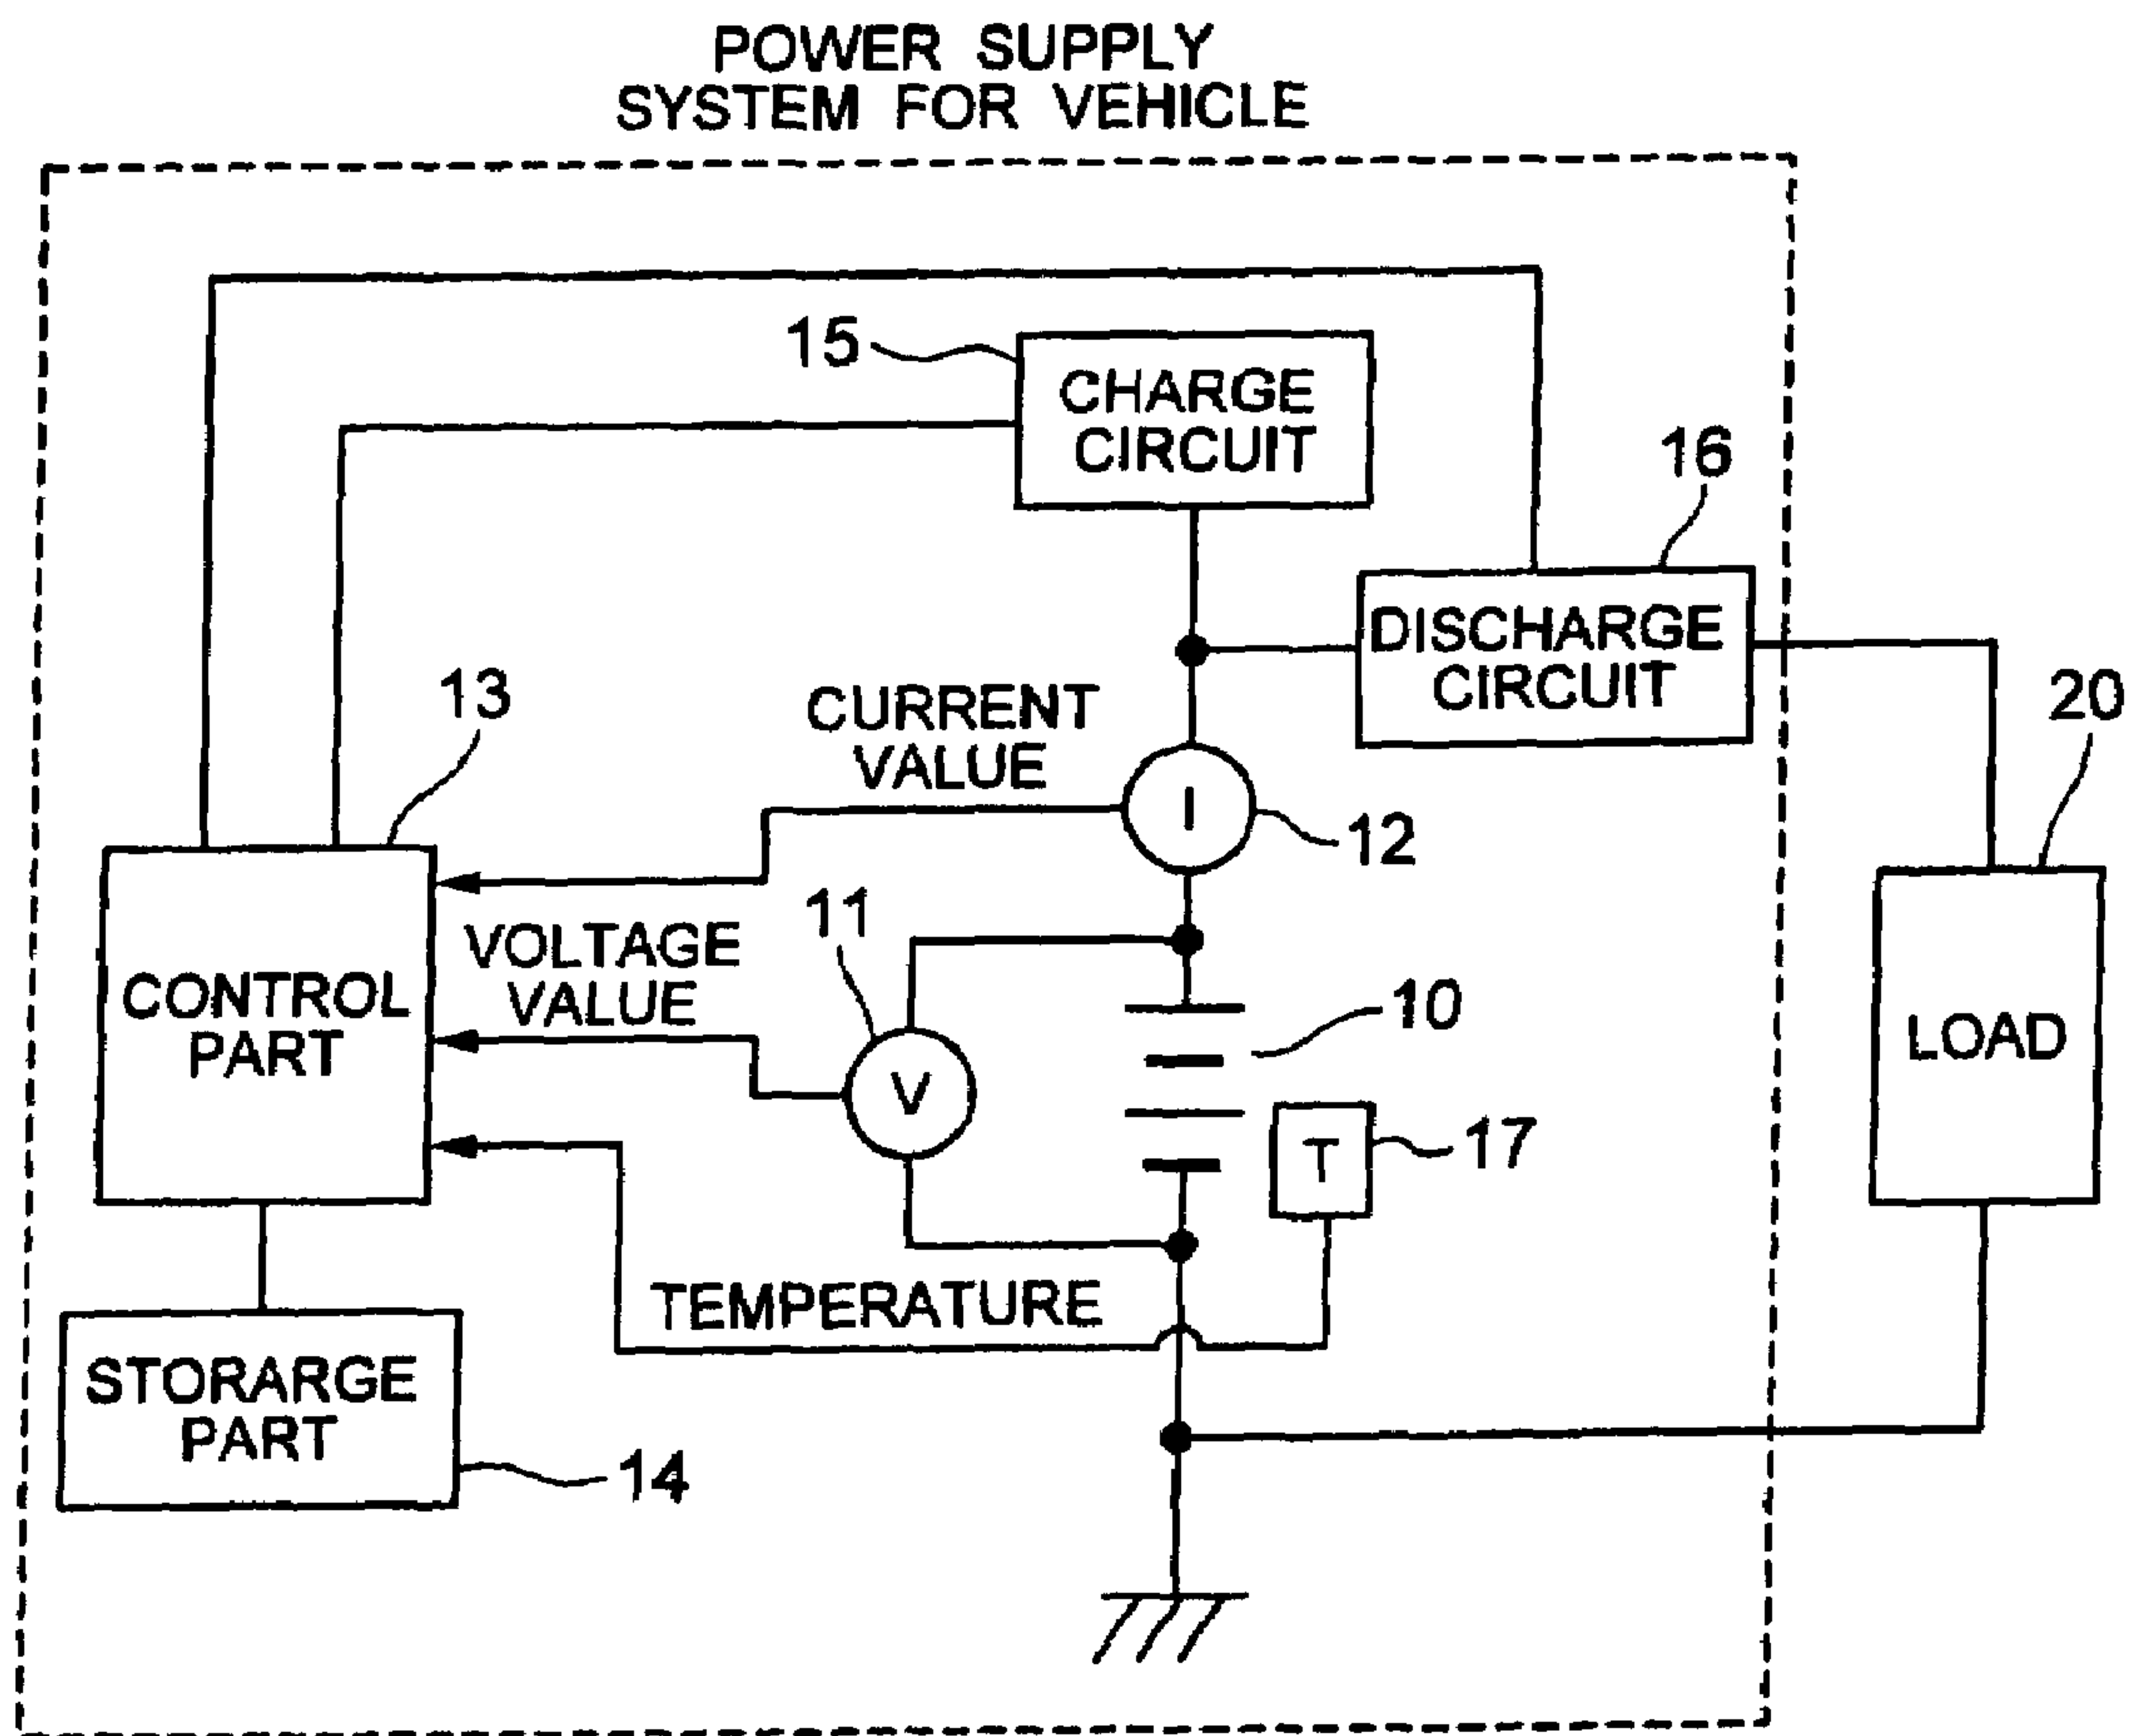 POWER SUPPLY
SYSTEM FOR VEHICLE
15
CHARGE
CIRCUIT
16
DISCHARGE
CIRCUIT
13
CURRENT
VALUE
20
I
12
11
VOLTAGE
VALUE
CONTROL
PART
10
LOAD
V
T
17
TEMPERATURE
STORARGE
PART
14